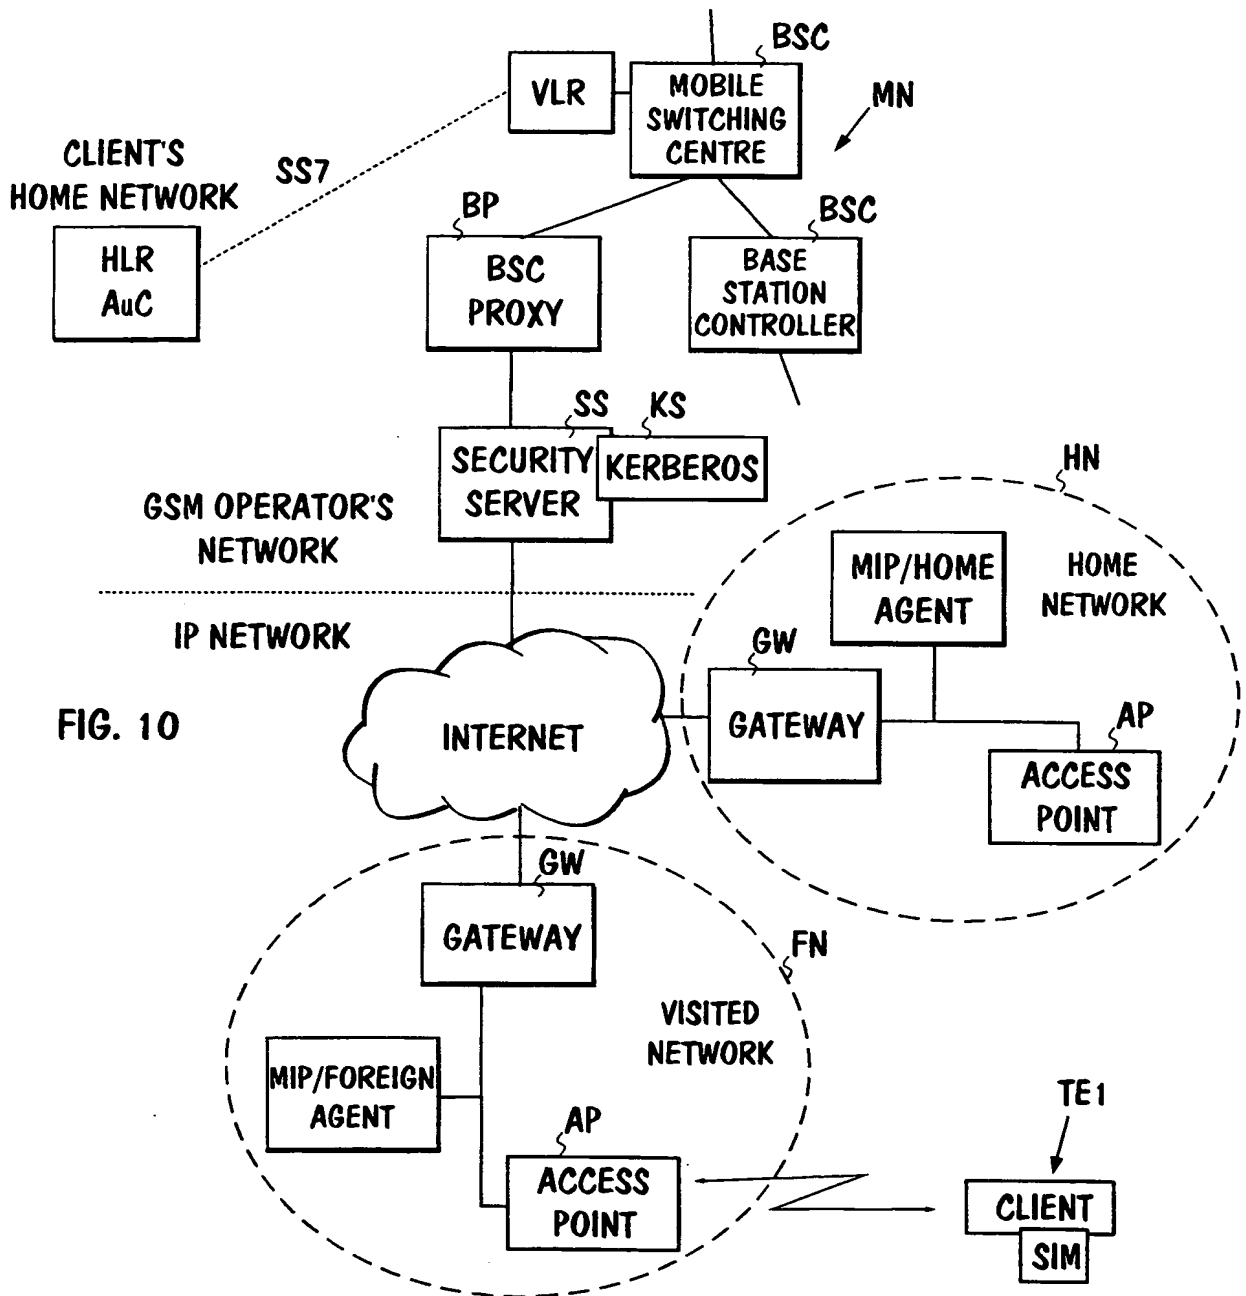 BSC
VLR
MOBILE
SWITCHING
CENTRE
MN
CLIENT'S
HOME NETWORK
SS7
HLR
AuC
BP
BSC
PROXY
BSC
BASE
STATION
CONTROLLER
SS
KS
SECURITY
SERVER
KERBEROS
GSM OPERATOR'S
NETWORK
IP NETWORK
HN
MIP/HOME
AGENT
HOME
NETWORK
GW
GATEWAY
AP
ACCESS
POINT
FIG. 10
INTERNET
GW
GATEWAY
FN
VISITED
NETWORK
MIP/FOREIGN
AGENT
AP
ACCESS
POINT
TE1
CLIENT
SIM